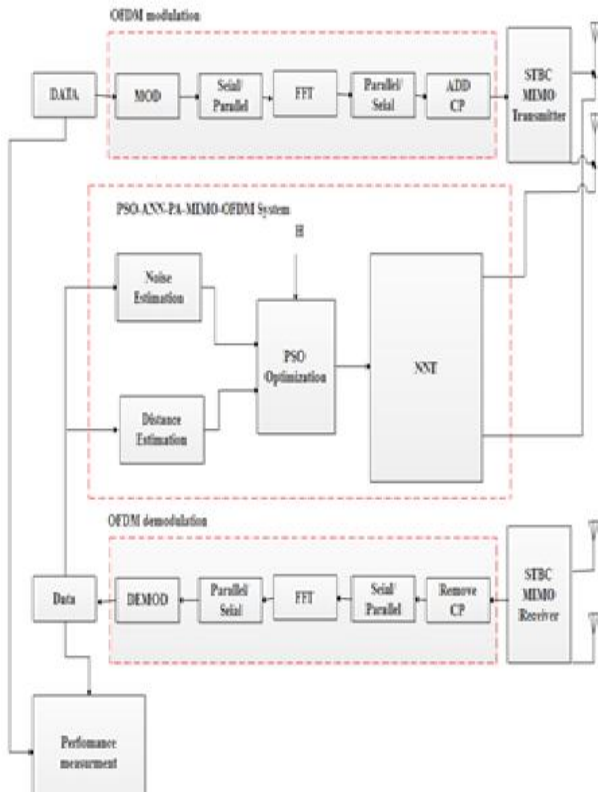 OFDM modulation
DATA
MOD
Seial/
Parallel
FFT
Parallel/
Seial
ADD
CP
STBC
MIMO
Transmitter
PSO-ANN-PA-MIMO-OFDM System
H
Noise
Estimation
PSO
Optimization
NNT
Distance
Estimation
OFDM demodulation
Data
DEMOD
Parallel/
Seial
FFT
Seial/
Parallel
Remove
CP
STBC
MIMO
Receiver
Perfomance
measurment